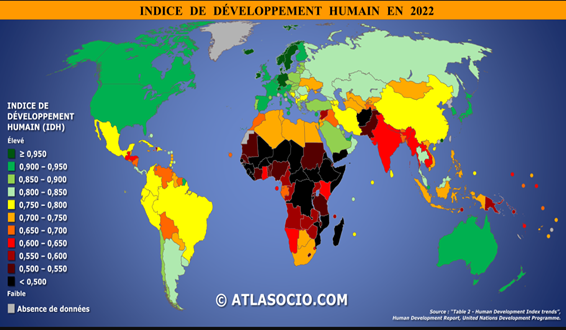 INDICE DE DÉVELOPPEMENT HUMAIN EN 2022
INDICE DE
DÉVELOPPEMENT
HUMAIN (IDH)
Élevé
≥ 0,950
0,900 – 0,950
0,850 – 0,900
0,800 – 0,850
0,750 – 0,800
0,700 – 0,750
0,650 – 0,700
0,600 – 0,650
0,550 – 0,600
0,500 – 0,550
< 0,500
Faible
Absence de données
© ATLASOCIO.COM
Source : "Table 2 - Human Development Index trends",
Human Development Report, United Nations Development Programme.